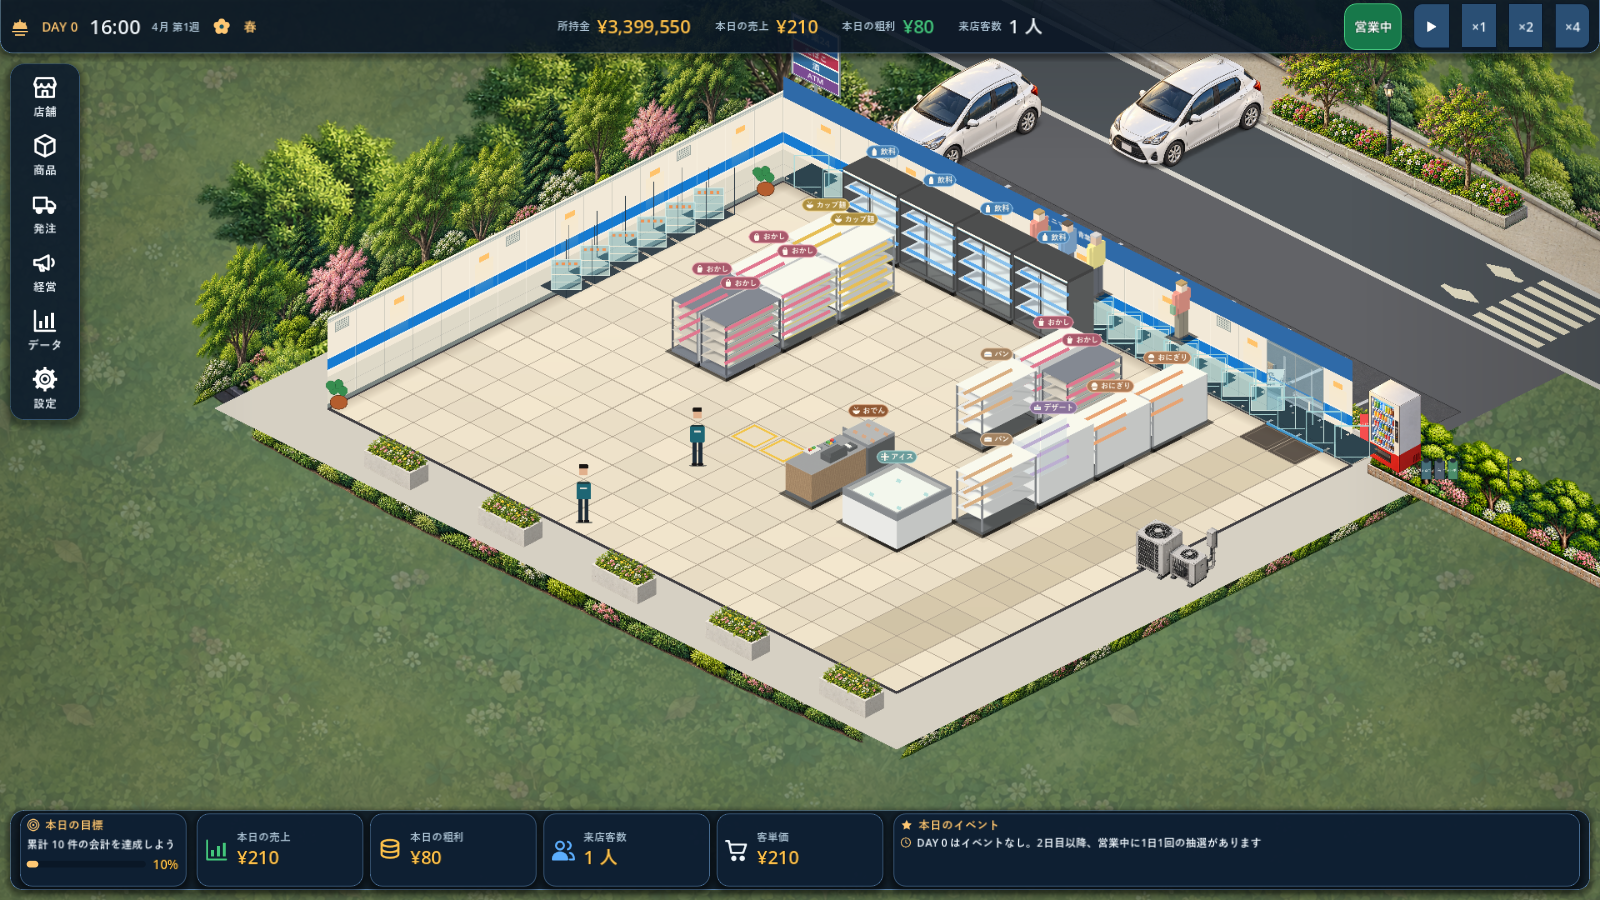 DAY 0 16:00 4月 第1週 春
所持金 ¥3,399,550 本日の売上 ¥210 本日の粗利 ¥80 来店客数 1 人
営業中 ×1 ×2 ×4
店舗
商品
発注
経営
データ
設定
酒
ATM
飲料
飲料
飲料
飲料
カップ麺
カップ麺
おかし
おかし
おかし
おかし
おかし
おかし
パン
おにぎり
おにぎり
デザート
おでん
パン
アイス
本日の目標
累計 10 件の会計を達成しよう
10%
本日の売上
¥210
本日の粗利
¥80
来店客数
1 人
客単価
¥210
本日のイベント
DAY 0 はイベントなし。2日目以降、営業中に1日1回の抽選があります